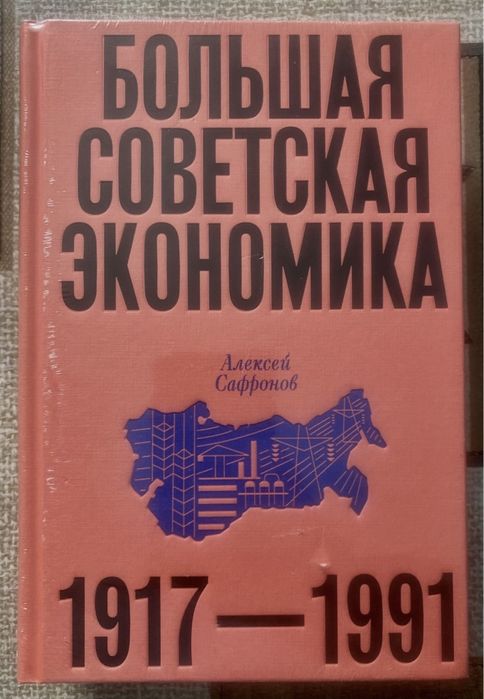 БОЛЬШАЯ
СОВЕТСКАЯ
ЭКОНОМИКА
Алексей
Сафронов
1917—1991